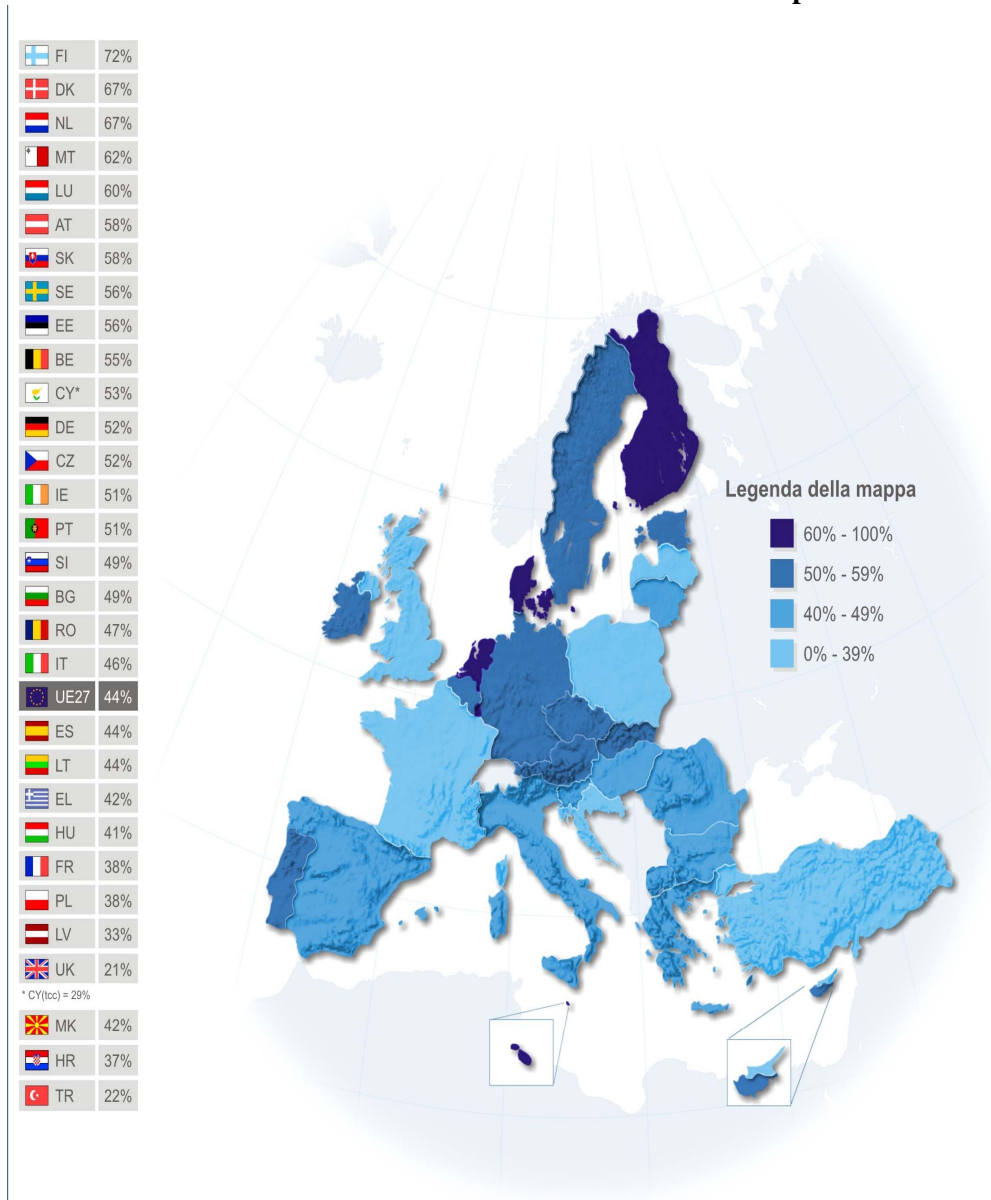 FI 72%
DK 67%
NL 67%
MT 62%
LU 60%
AT 58%
SK 58%
SE 56%
EE 56%
BE 55%
CY* 53%
DE 52%
CZ 52%
IE 51%
PT 51%
SI 49%
BG 49%
RO 47%
IT 46%
UE27 44%
ES 44%
LT 44%
EL 42%
HU 41%
FR 38%
PL 38%
LV 33%
UK 21%
* CY(tcc) = 29%
MK 42%
HR 37%
TR 22%
Legenda della mappa
60% - 100%
50% - 59%
40% - 49%
0% - 39%